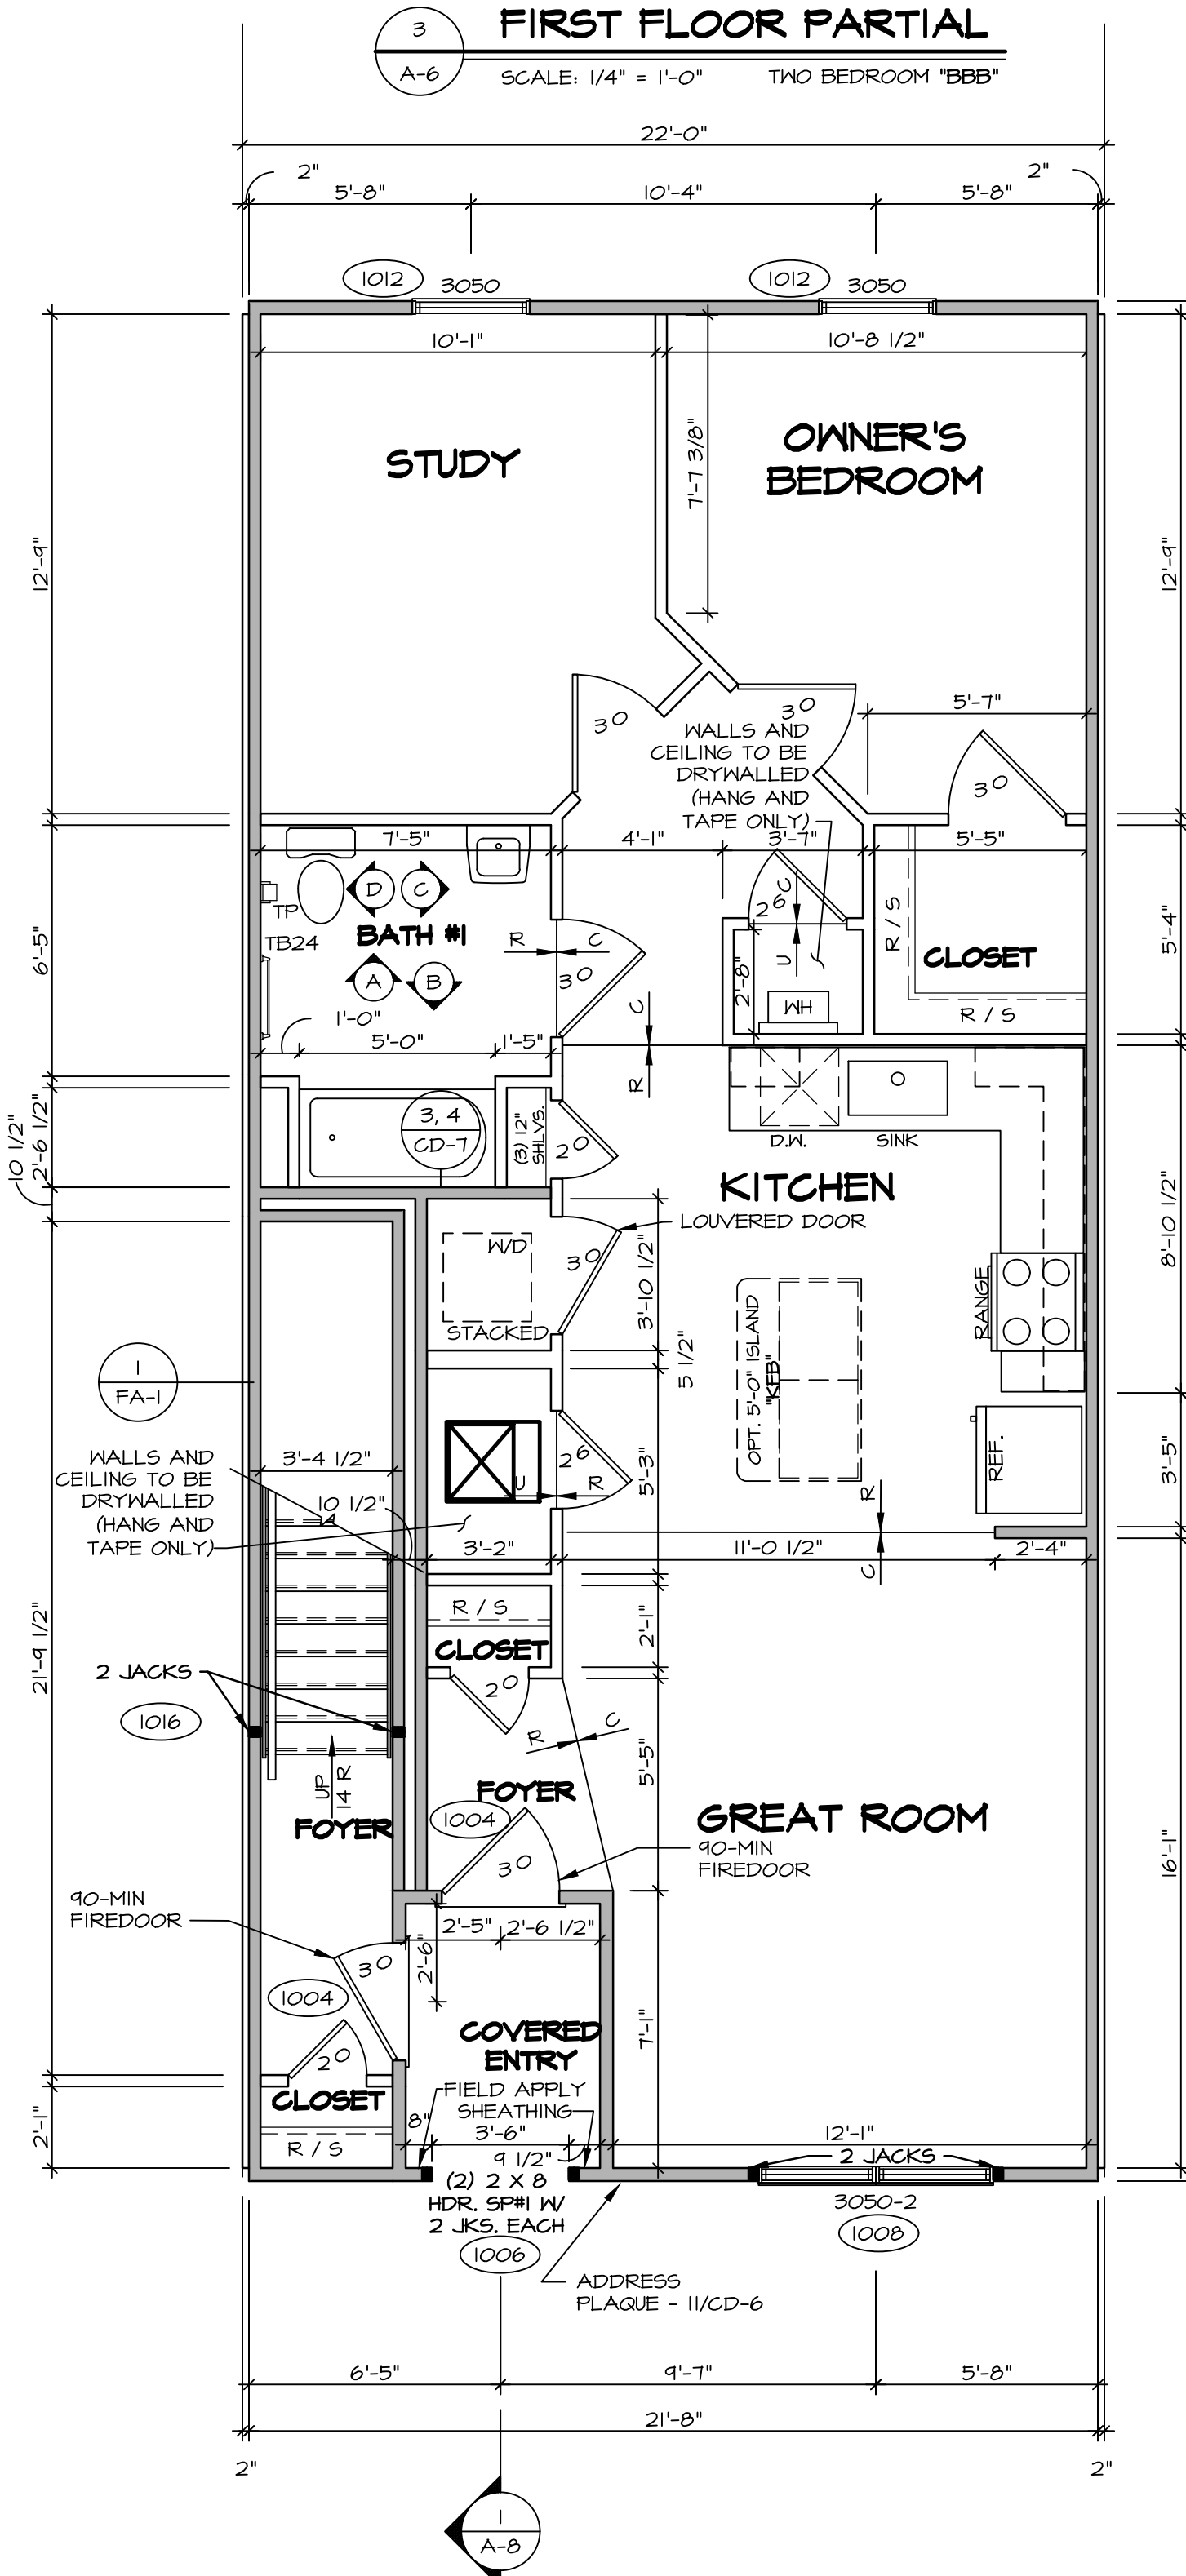 3
A-6
FIRST FLOOR PARTIAL
SCALE: 1/4" = 1'-0" TWO BEDROOM "BBB"
22'-0"
2" 2"
5'-8" 10'-4" 5'-8"
1012 3050 1012 3050
10'-1" 10'-8 1/2"
7'-7 3/8"
STUDY
OWNER'S
BEDROOM
12'-9" 12'-9"
3O 3O
5'-7"
WALLS AND
CEILING TO BE
DRYWALLED
(HANG AND
TAPE ONLY)
3O
7'-5" 4'-1" 3'-7" 5'-5"
D C
TP
TB24
BATH #1
A B
R C
3O
26
C
U
2'-8"
WH
R / S
CLOSET
R / S
6'-5" 5'-4"
1'-0"
5'-0" 1'-5"
C
R
3, 4
CD-7
(3) 12"
SHLVS.
2O
D.W. SINK
10 1/2"
2'-6 1/2"
KITCHEN
LOUVERED DOOR
W/D
STACKED
3O
3'-10 1/2"
5 1/2"
8'-10 1/2"
RANGE
OPT. 5'-0" ISLAND
"KFB"
1
FA-1
WALLS AND
CEILING TO BE
DRYWALLED
(HANG AND
TAPE ONLY)
3'-4 1/2"
10 1/2"
26
U R
5'-3"
REF.
3'-5"
R
C
3'-2" 11'-0 1/2" 2'-4"
R / S
CLOSET
2'-1"
2O
21'-9 1/2"
2 JACKS
1016
R C
5'-5"
UP
14 R
FOYER
FOYER
1004
3O
GREAT ROOM
90-MIN
FIREDOOR
16'-1"
90-MIN
FIREDOOR
3O
1004
2'-5" 2'-6 1/2"
2'-6"
7'-1"
2O
COVERED
ENTRY
CLOSET
R / S
2'-1"
FIELD APPLY
SHEATHING
8" 3'-6"
9 1/2"
12'-1"
2 JACKS
(2) 2 X 8
HDR. SP#1 W/
2 JKS. EACH
1006
3050-2
1008
ADDRESS
PLAQUE - 11/CD-6
6'-5" 9'-7" 5'-8"
21'-8"
2" 2"
1
A-8